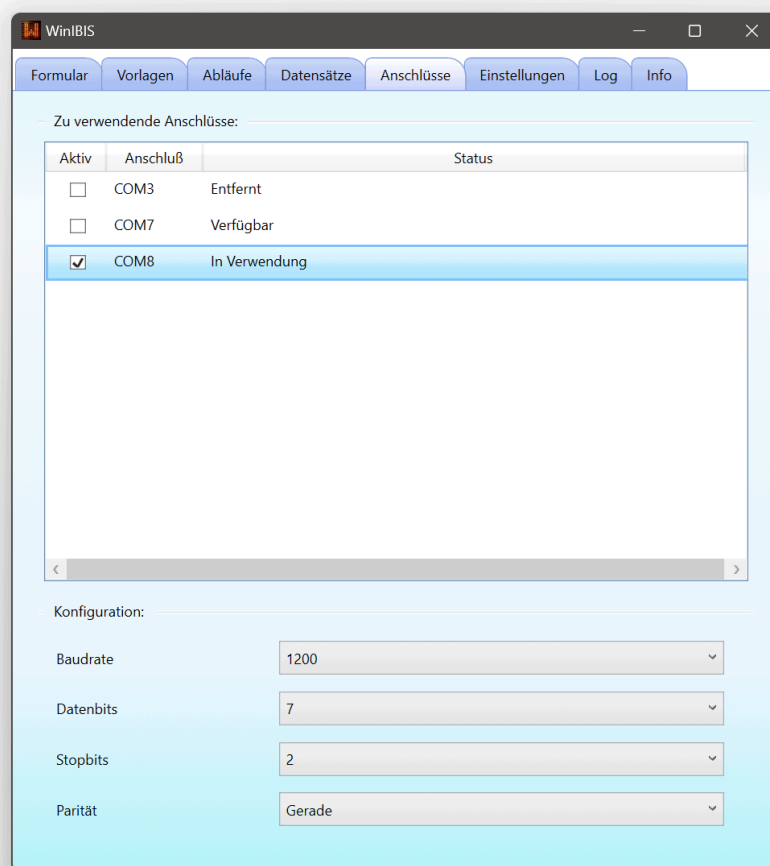 WinIBIS
Formular Vorlagen Abläufe Datensätze Anschlüsse Einstellungen Log Info
Zu verwendende Anschlüsse:
Aktiv Anschluß Status
COM3 Entfernt
COM7 Verfügbar
COM8 In Verwendung
Konfiguration:
Baudrate 1200
Datenbits 7
Stopbits 2
Parität Gerade